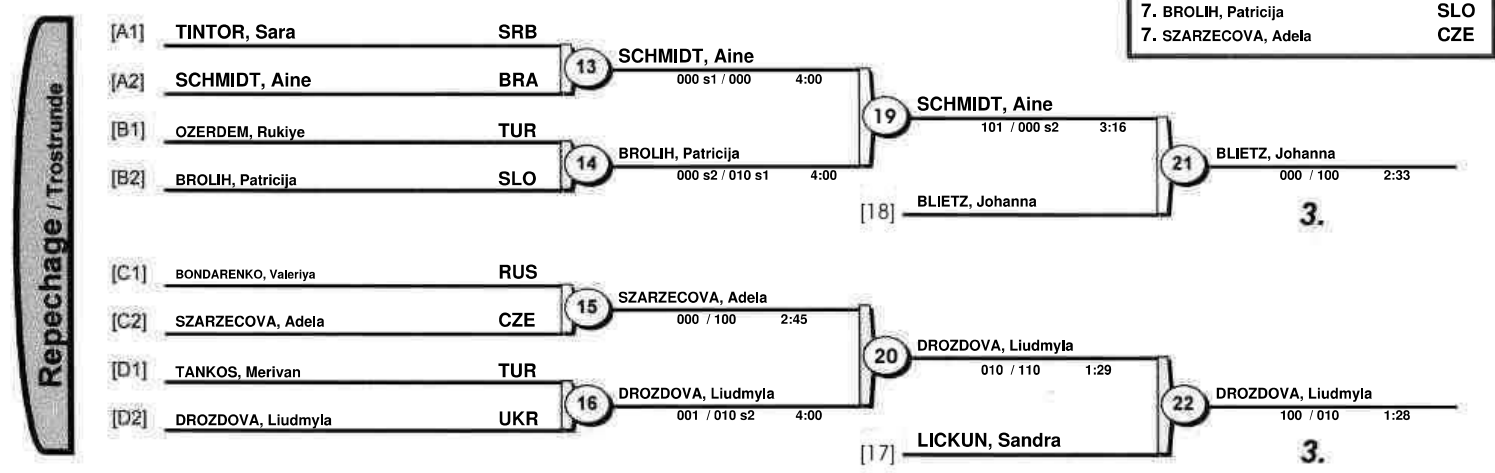 7. BROLIH, Patricija SLO
7. SZARZECOVA, Adela CZE
Repechage / Trostrunde
[A1] TINTOR, Sara SRB
[A2] SCHMIDT, Aine BRA
13 SCHMIDT, Aine
000 s1 / 000 4:00
[B1] OZERDEM, Rukiye TUR
[B2] BROLIH, Patricija SLO
14 BROLIH, Patricija
000 s2 / 010 s1 4:00
19 SCHMIDT, Aine
101 / 000 s2 3:16
[18] BLIETZ, Johanna
21 BLIETZ, Johanna
000 / 100 2:33
3.
[C1] BONDARENKO, Valeriya RUS
[C2] SZARZECOVA, Adela CZE
15 SZARZECOVA, Adela
000 / 100 2:45
[D1] TANKOS, Merivan TUR
[D2] DROZDOVA, Liudmyla UKR
16 DROZDOVA, Liudmyla
001 / 010 s2 4:00
20 DROZDOVA, Liudmyla
010 / 110 1:29
[17] LICKUN, Sandra
22 DROZDOVA, Liudmyla
100 / 010 1:28
3.